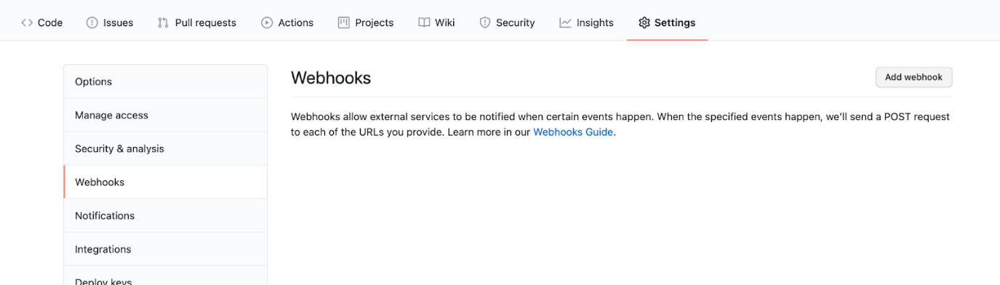 Code Issues Pull requests Actions Projects Wiki Security Insights Settings
Options
Manage access
Security & analysis
Webhooks
Notifications
Integrations
Deploy keys
Webhooks
Add webhook
Webhooks allow external services to be notified when certain events happen. When the specified events happen, we’ll send a POST request
to each of the URLs you provide. Learn more in our Webhooks Guide.